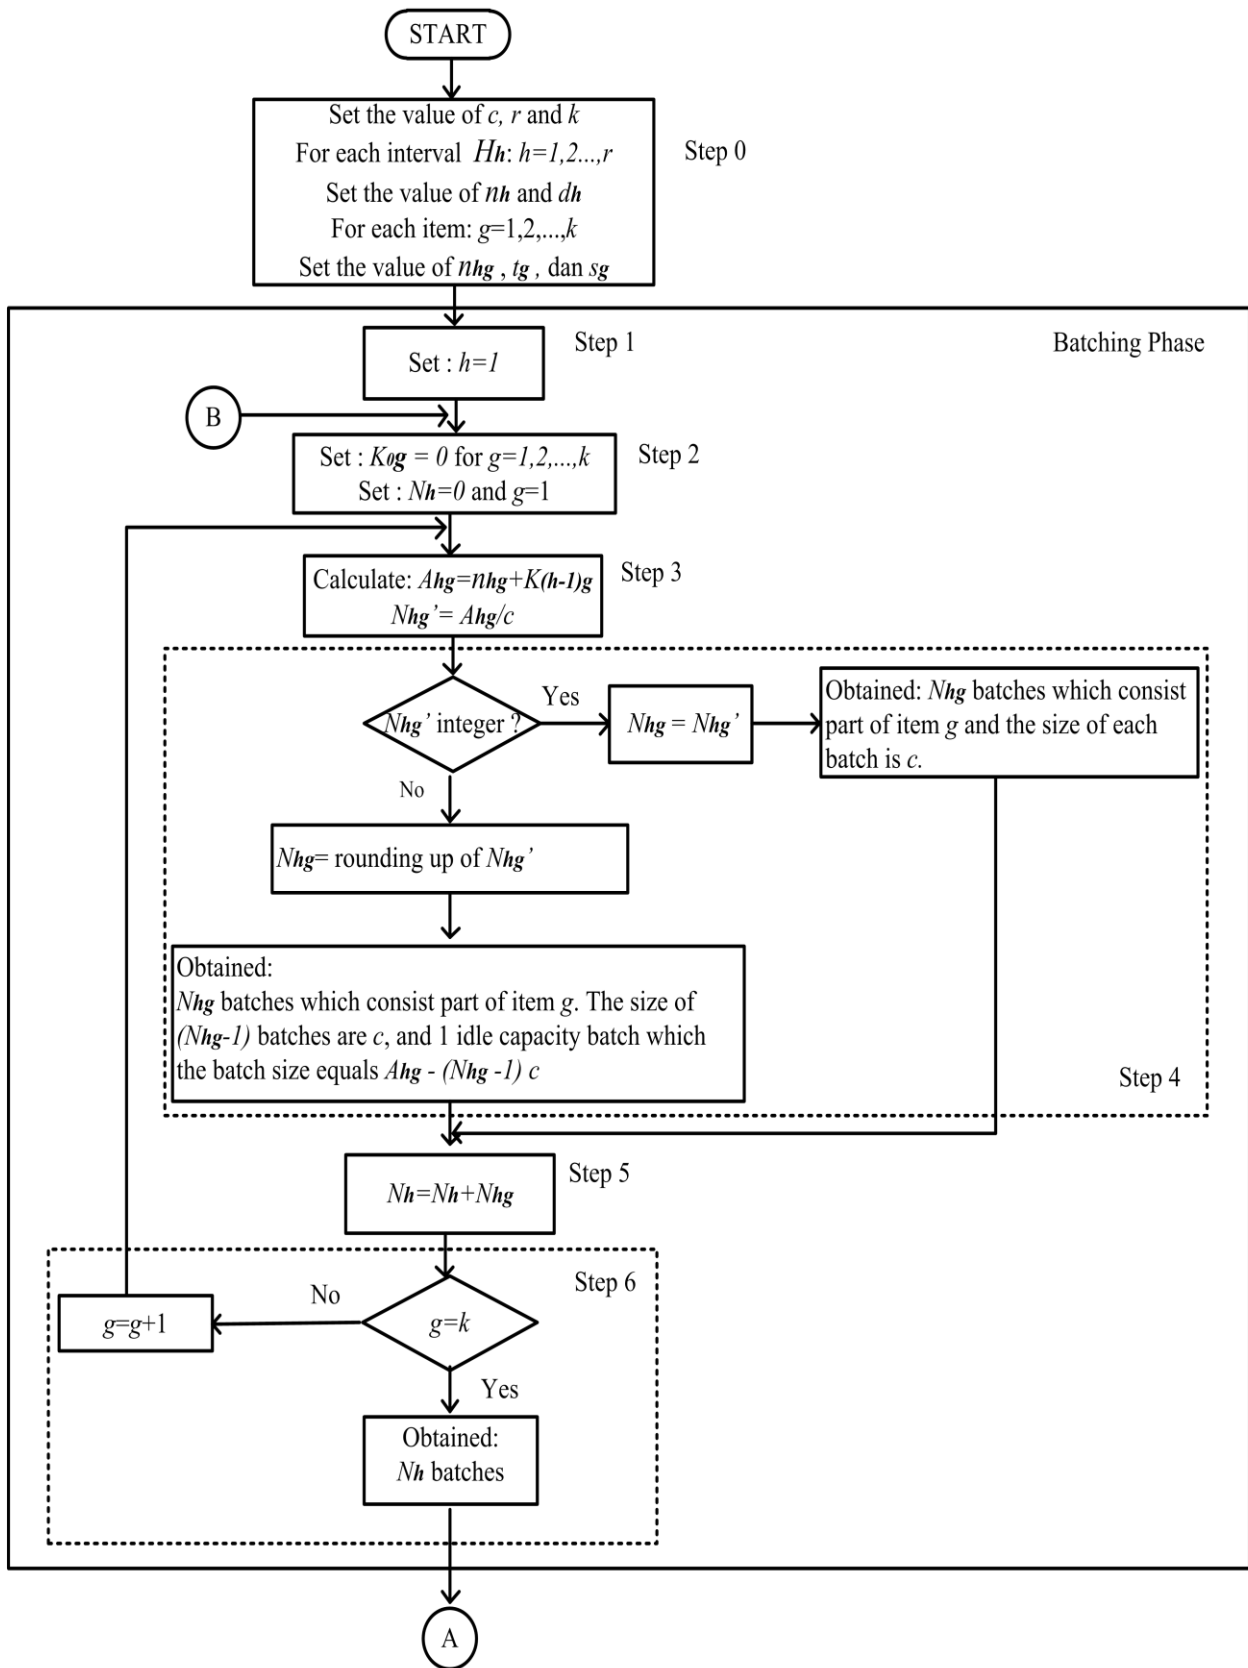 START
Set the value of c, r and k
For each interval Hh: h=1,2...,r
Set the value of nh and dh
For each item: g=1,2,...,k
Set the value of nhg , tg , dan sg
Step 0
Batching Phase
Step 1
Set : h=1
B
Set : K0g = 0 for g=1,2,...,k
Set : Nh=0 and g=1
Step 2
Calculate: Ahg=nhg+K(h-1)g
Nhg’= Ahg/c
Step 3
Nhg’ integer ?
Yes
Nhg = Nhg’
Obtained: Nhg batches which consist
part of item g and the size of each
batch is c.
No
Nhg= rounding up of Nhg’
Obtained:
Nhg batches which consist part of item g. The size of
(Nhg-1) batches are c, and 1 idle capacity batch which
the batch size equals Ahg - (Nhg -1) c
Step 4
Nh=Nh+Nhg
Step 5
Step 6
No
g=g+1
g=k
Yes
Obtained:
Nh batches
A